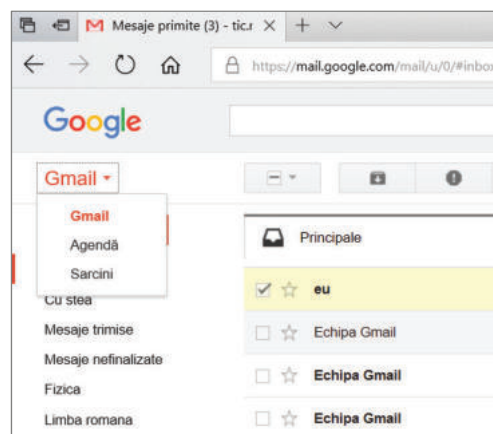 Mesaje primite (3) - tic.r
https://mail.google.com/mail/u/0/#inbox
Google
Gmail
Gmail
Agendă
Sarcini
Cu stea
Mesaje trimise
Mesaje nefinalizate
Fizica
Limba romana
Principale
eu
Echipa Gmail
Echipa Gmail
Echipa Gmail